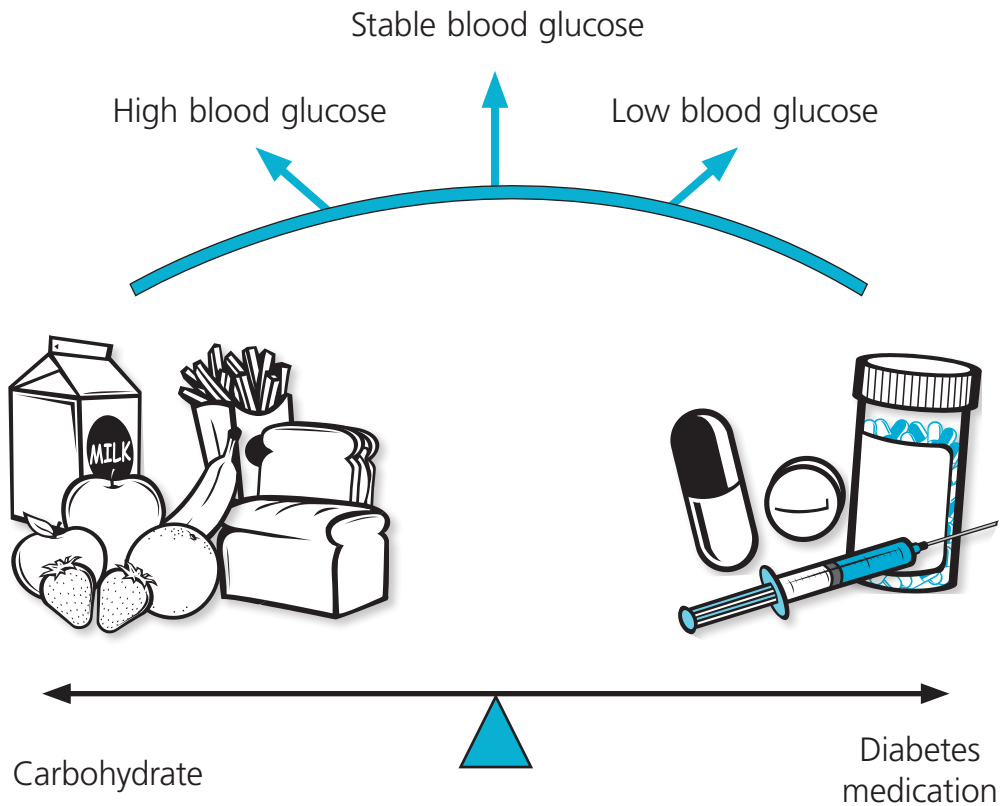 Stable blood glucose
High blood glucose
Low blood glucose
MILK
Carbohydrate
Diabetes
medication